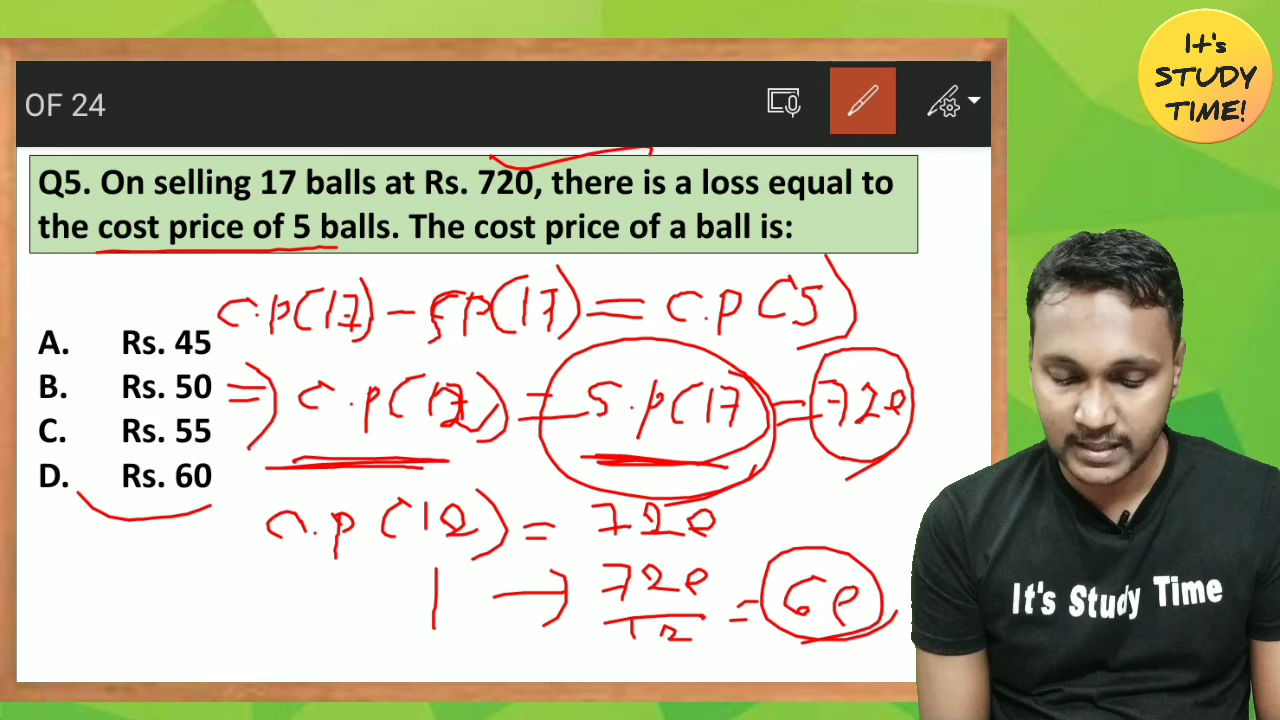 It's
STUDY
TIME!
OF 24
Q5. On selling 17 balls at Rs. 720, there is a loss equal to
the cost price of 5 balls. The cost price of a ball is:
C.P(17) - SP(17) = C.P (5)
A. Rs. 45
B. Rs. 50
⇒) C.P(12) = S.P(17 = 720
C. Rs. 55
D. Rs. 60
C.P (12) = 720
1 → 720/12 = 60
It's Study Time